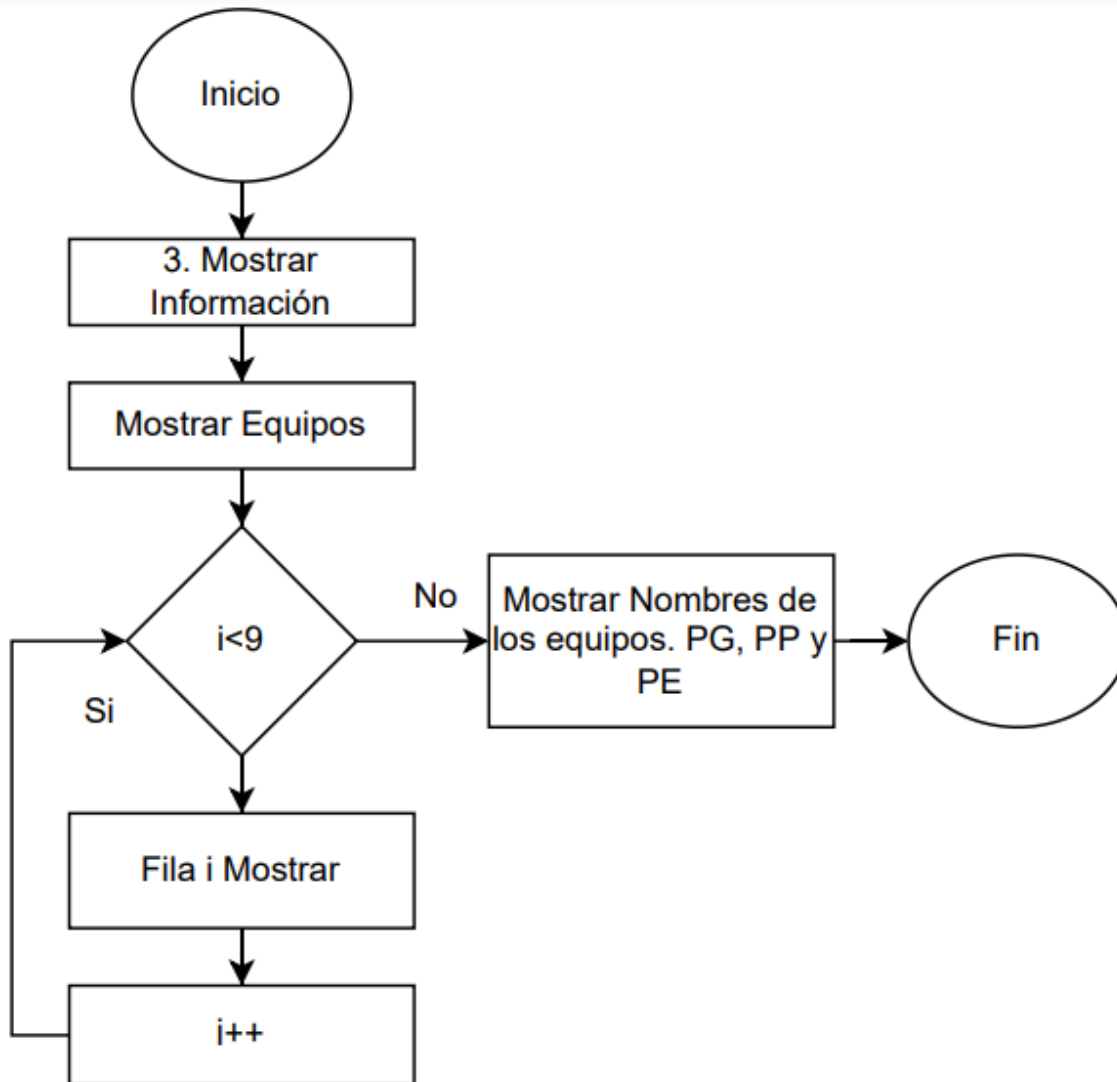 Inicio
3. Mostrar
Información
Mostrar Equipos
i<9
No
Mostrar Nombres de
los equipos. PG, PP y
PE
Fin
Si
Fila i Mostrar
i++